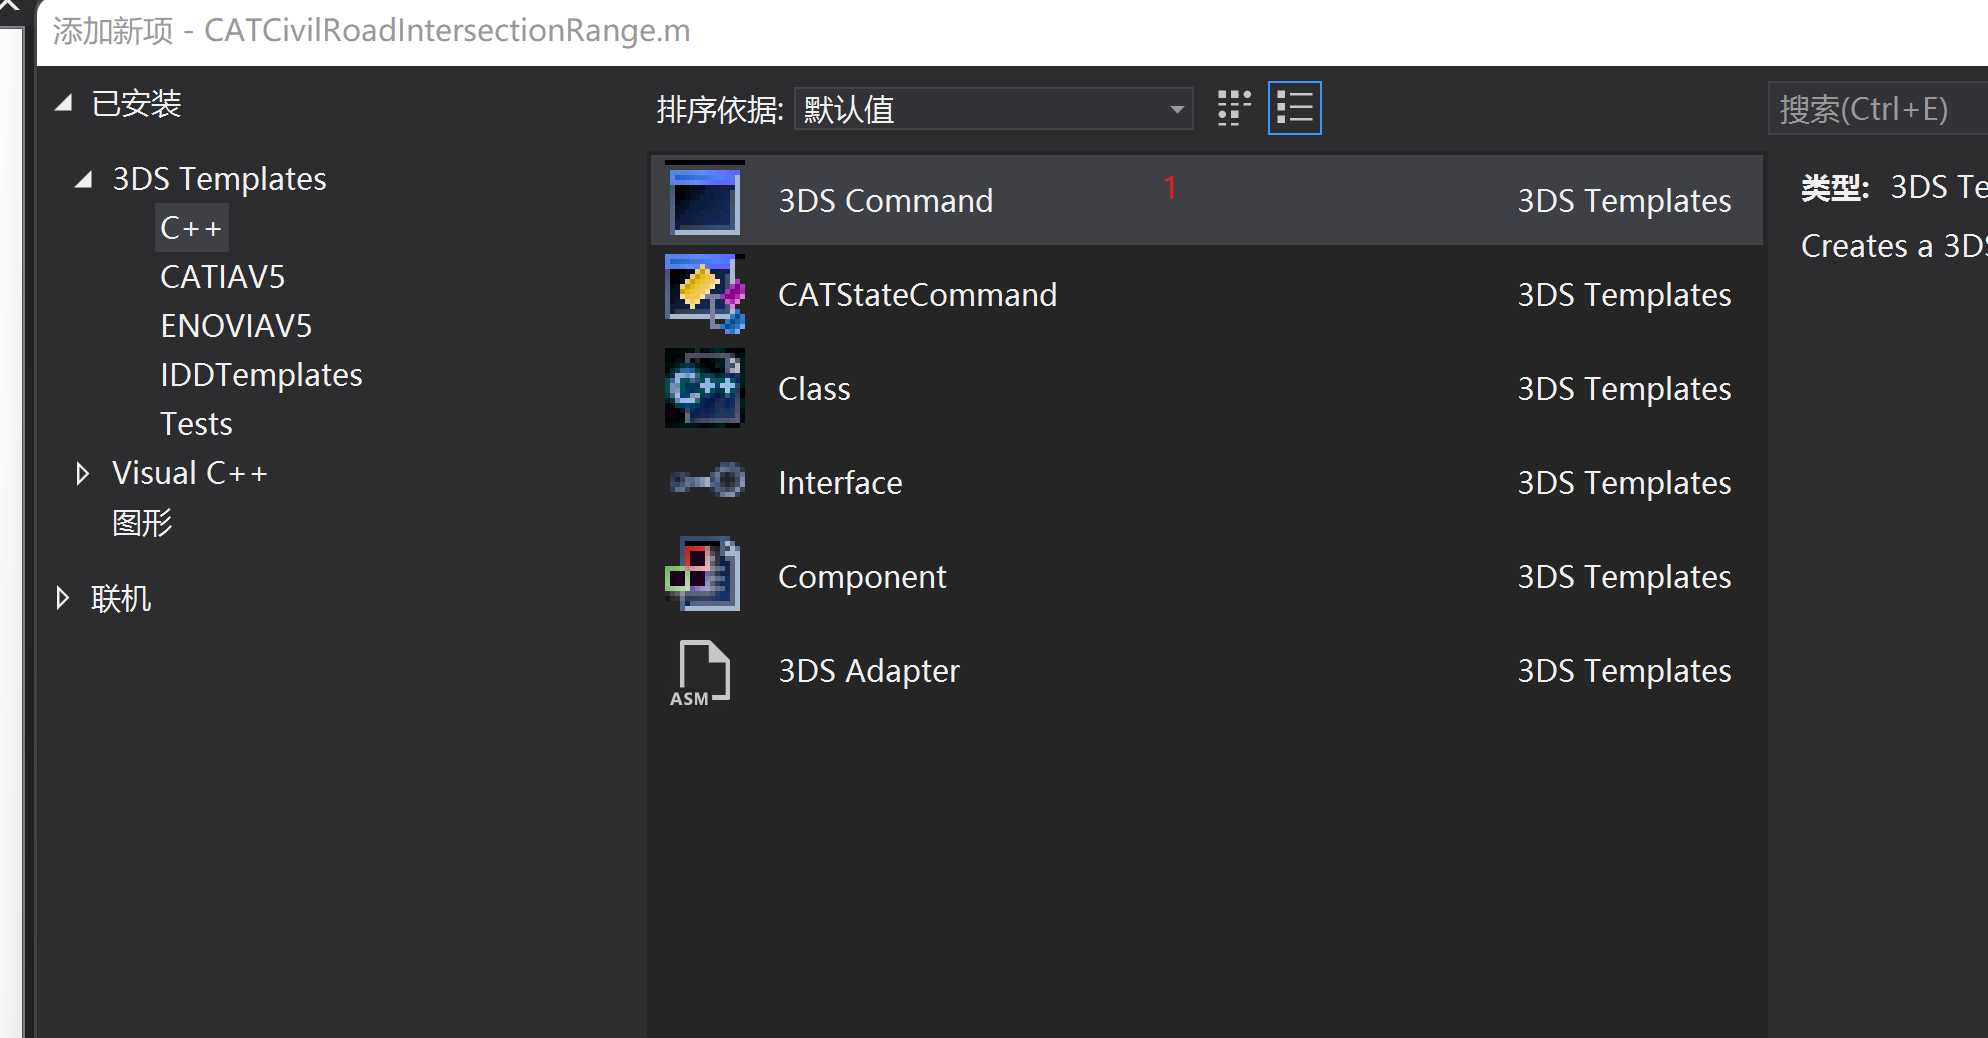 添加新项 - CATCivilRoadIntersectionRange.m
已安装
3DS Templates
C++
CATIAV5
ENOVIAV5
IDDTemplates
Tests
Visual C++
图形
联机
排序依据: 默认值
搜索(Ctrl+E)
3DS Command 1 3DS Templates
CATStateCommand 3DS Templates
C++ Class 3DS Templates
Interface 3DS Templates
Component 3DS Templates
ASM 3DS Adapter 3DS Templates
类型: 3DS Te
Creates a 3DS